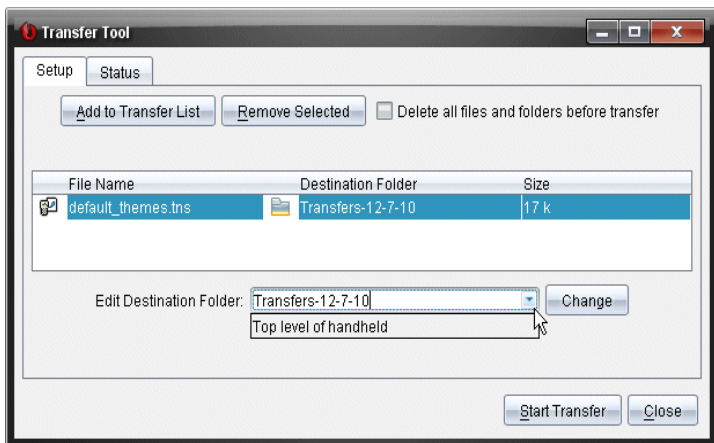 Transfer Tool
Setup Status
Add to Transfer List Remove Selected Delete all files and folders before transfer
File Name Destination Folder Size
default_themes.tns Transfers-12-7-10 17 k
Edit Destination Folder: Transfers-12-7-10 Change
Top level of handheld
Start Transfer Close